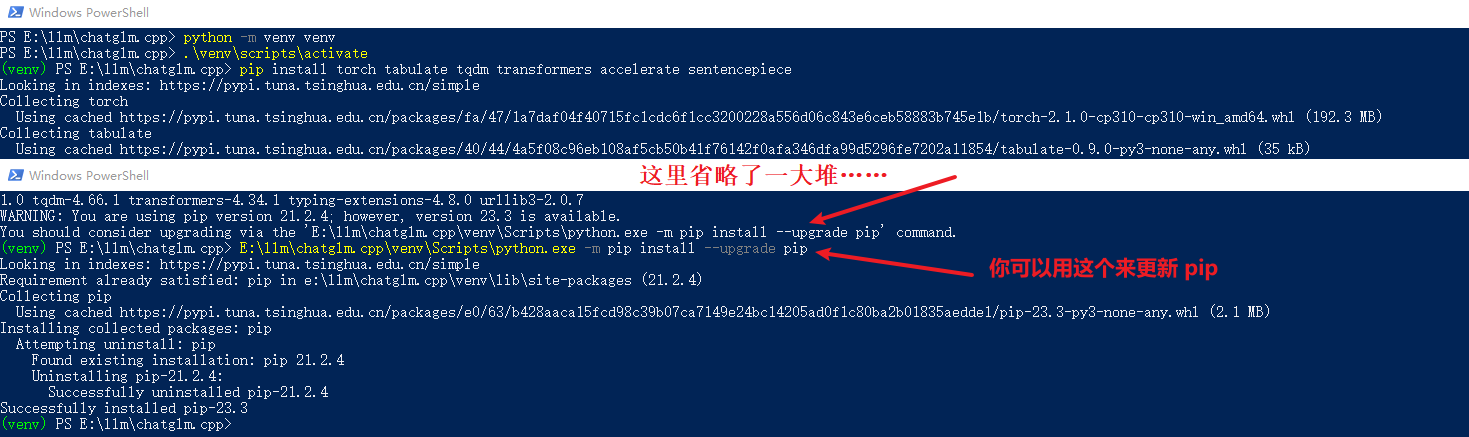 Windows PowerShell
PS E:\llm\chatglm.cpp> python -m venv venv
PS E:\llm\chatglm.cpp> .\venv\scripts\activate
(venv) PS E:\llm\chatglm.cpp> pip install torch tabulate tqdm transformers accelerate sentencepiece
Looking in indexes: https://pypi.tuna.tsinghua.edu.cn/simple
Collecting torch
Using cached https://pypi.tuna.tsinghua.edu.cn/packages/fa/47/1a7daf04f40715fc1cdc6f1cc3200228a556d06c843e6ceb58883b745e1b/torch-2.1.0-cp310-cp310-win_amd64.whl (192.3 MB)
Collecting tabulate
Using cached https://pypi.tuna.tsinghua.edu.cn/packages/40/44/4a5f08c96eb108af5cb50b41f76142f0afa346dfa99d5296fe7202a11854/tabulate-0.9.0-py3-none-any.whl (35 kB)
Windows PowerShell
这里省略了一大堆……
1.0 tqdm-4.66.1 transformers-4.34.1 typing-extensions-4.8.0 urllib3-2.0.7
WARNING: You are using pip version 21.2.4; however, version 23.3 is available.
You should consider upgrading via the 'E:\llm\chatglm.cpp\venv\Scripts\python.exe -m pip install --upgrade pip' command.
(venv) PS E:\llm\chatglm.cpp> E:\llm\chatglm.cpp\venv\Scripts\python.exe -m pip install --upgrade pip
Looking in indexes: https://pypi.tuna.tsinghua.edu.cn/simple
你可以用这个来更新 pip
Requirement already satisfied: pip in e:\llm\chatglm.cpp\venv\lib\site-packages (21.2.4)
Collecting pip
Using cached https://pypi.tuna.tsinghua.edu.cn/packages/e0/63/b428aaca15fcd98c39b07ca7149e24bc14205ad0f1c80ba2b01835aedde1/pip-23.3-py3-none-any.whl (2.1 MB)
Installing collected packages: pip
Attempting uninstall: pip
Found existing installation: pip 21.2.4
Uninstalling pip-21.2.4:
Successfully uninstalled pip-21.2.4
Successfully installed pip-23.3
(venv) PS E:\llm\chatglm.cpp>